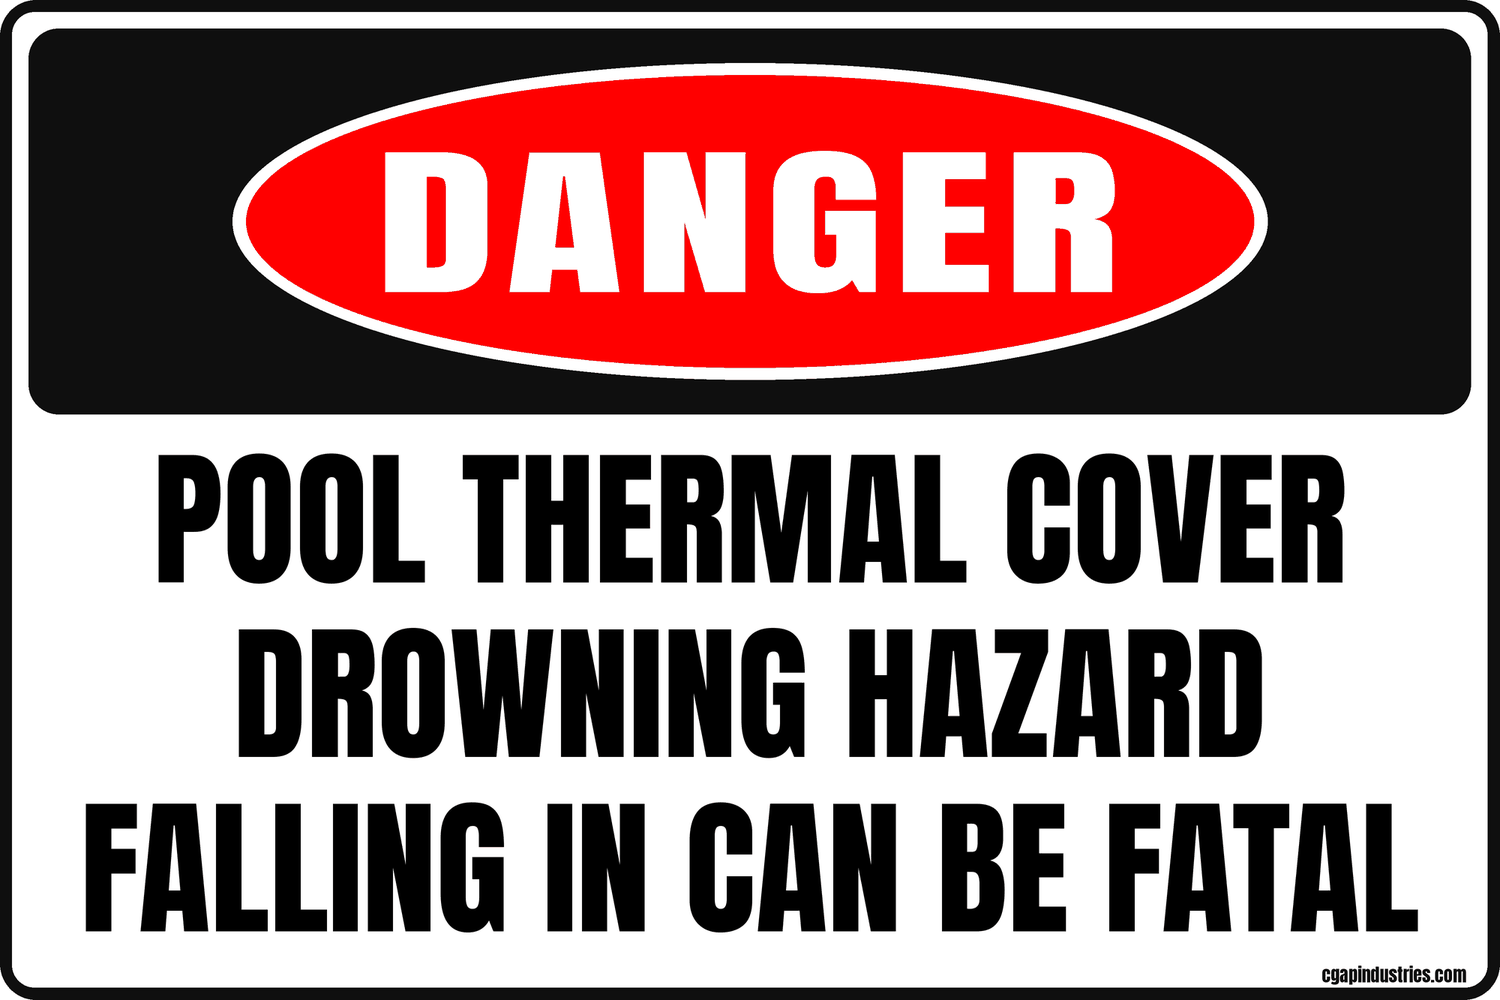 DANGER
POOL THERMAL COVER
DROWNING HAZARD
FALLING IN CAN BE FATAL
cgapindustries.com